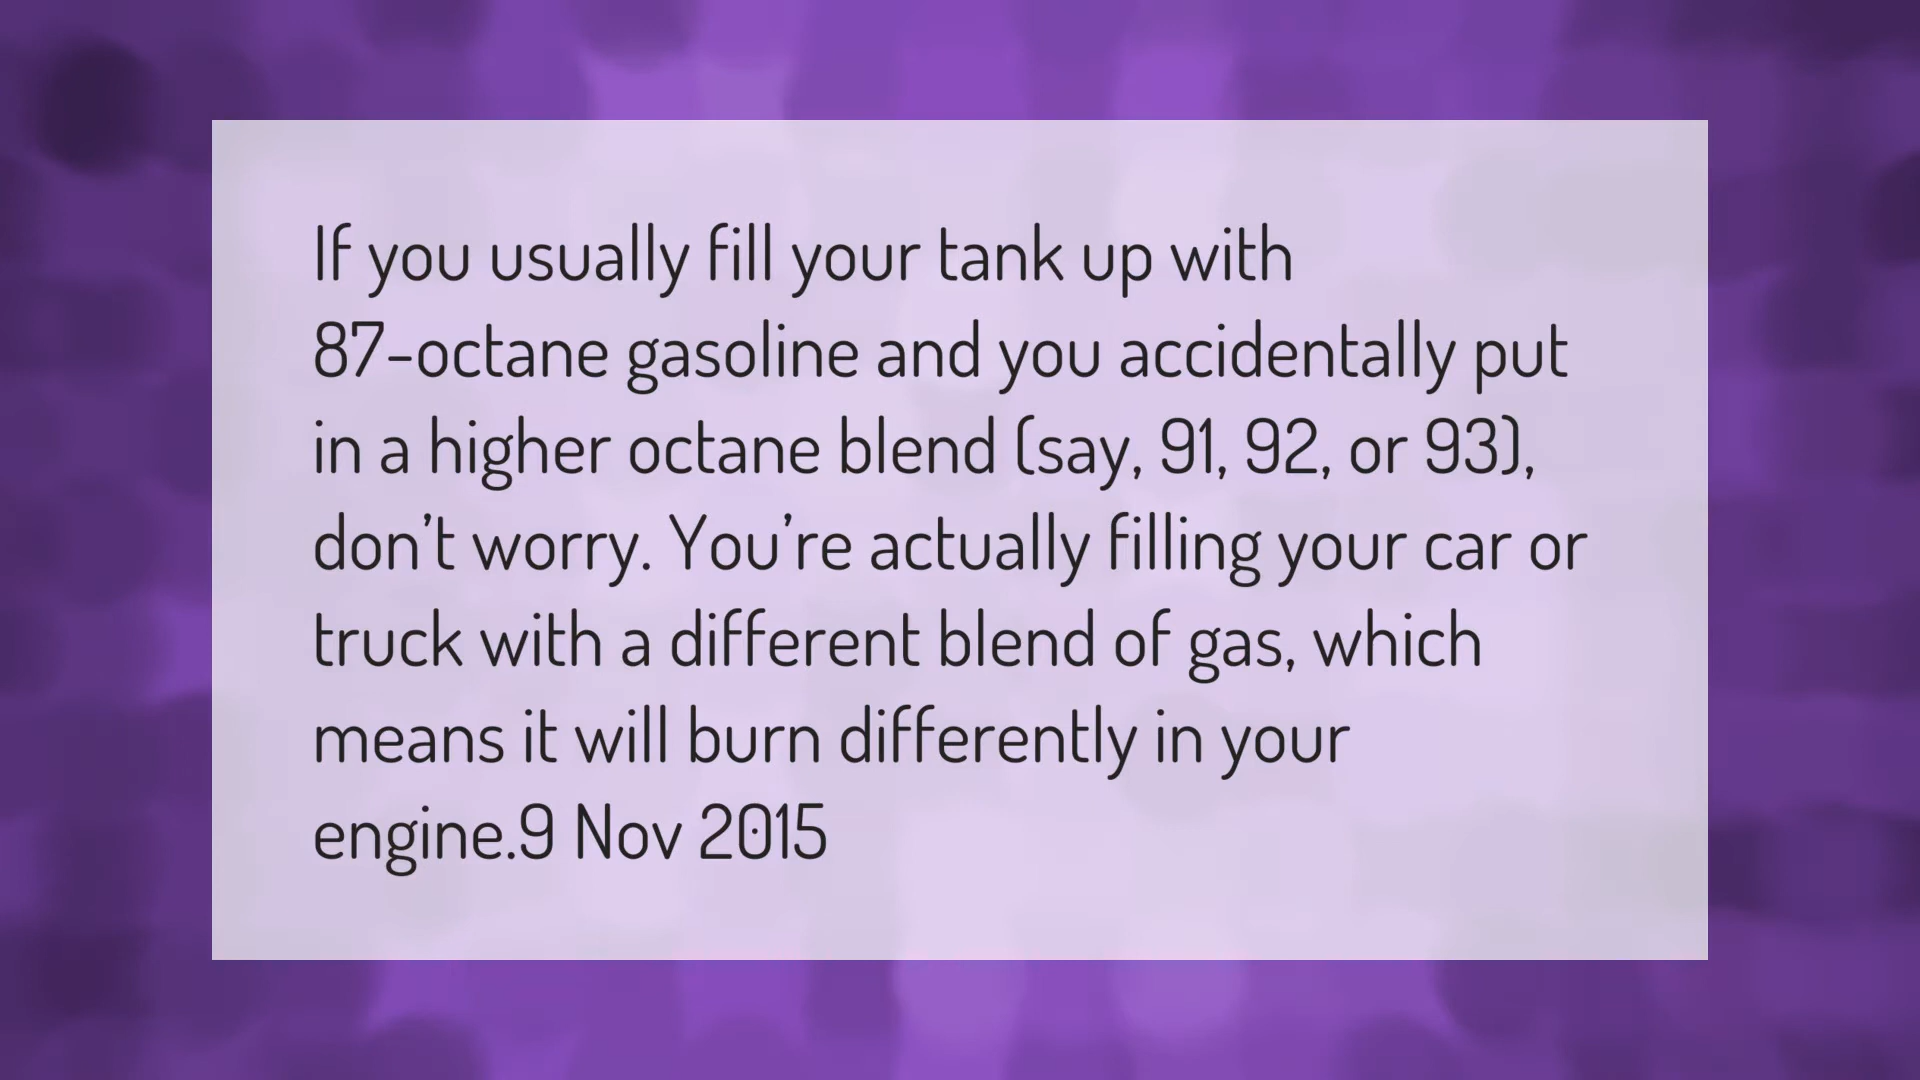 If you usually fill your tank up with
87-octane gasoline and you accidentally put
in a higher octane blend (say, 91, 92, or 93),
don’t worry. You’re actually filling your car or
truck with a different blend of gas, which
means it will burn differently in your
engine.9 Nov 2015